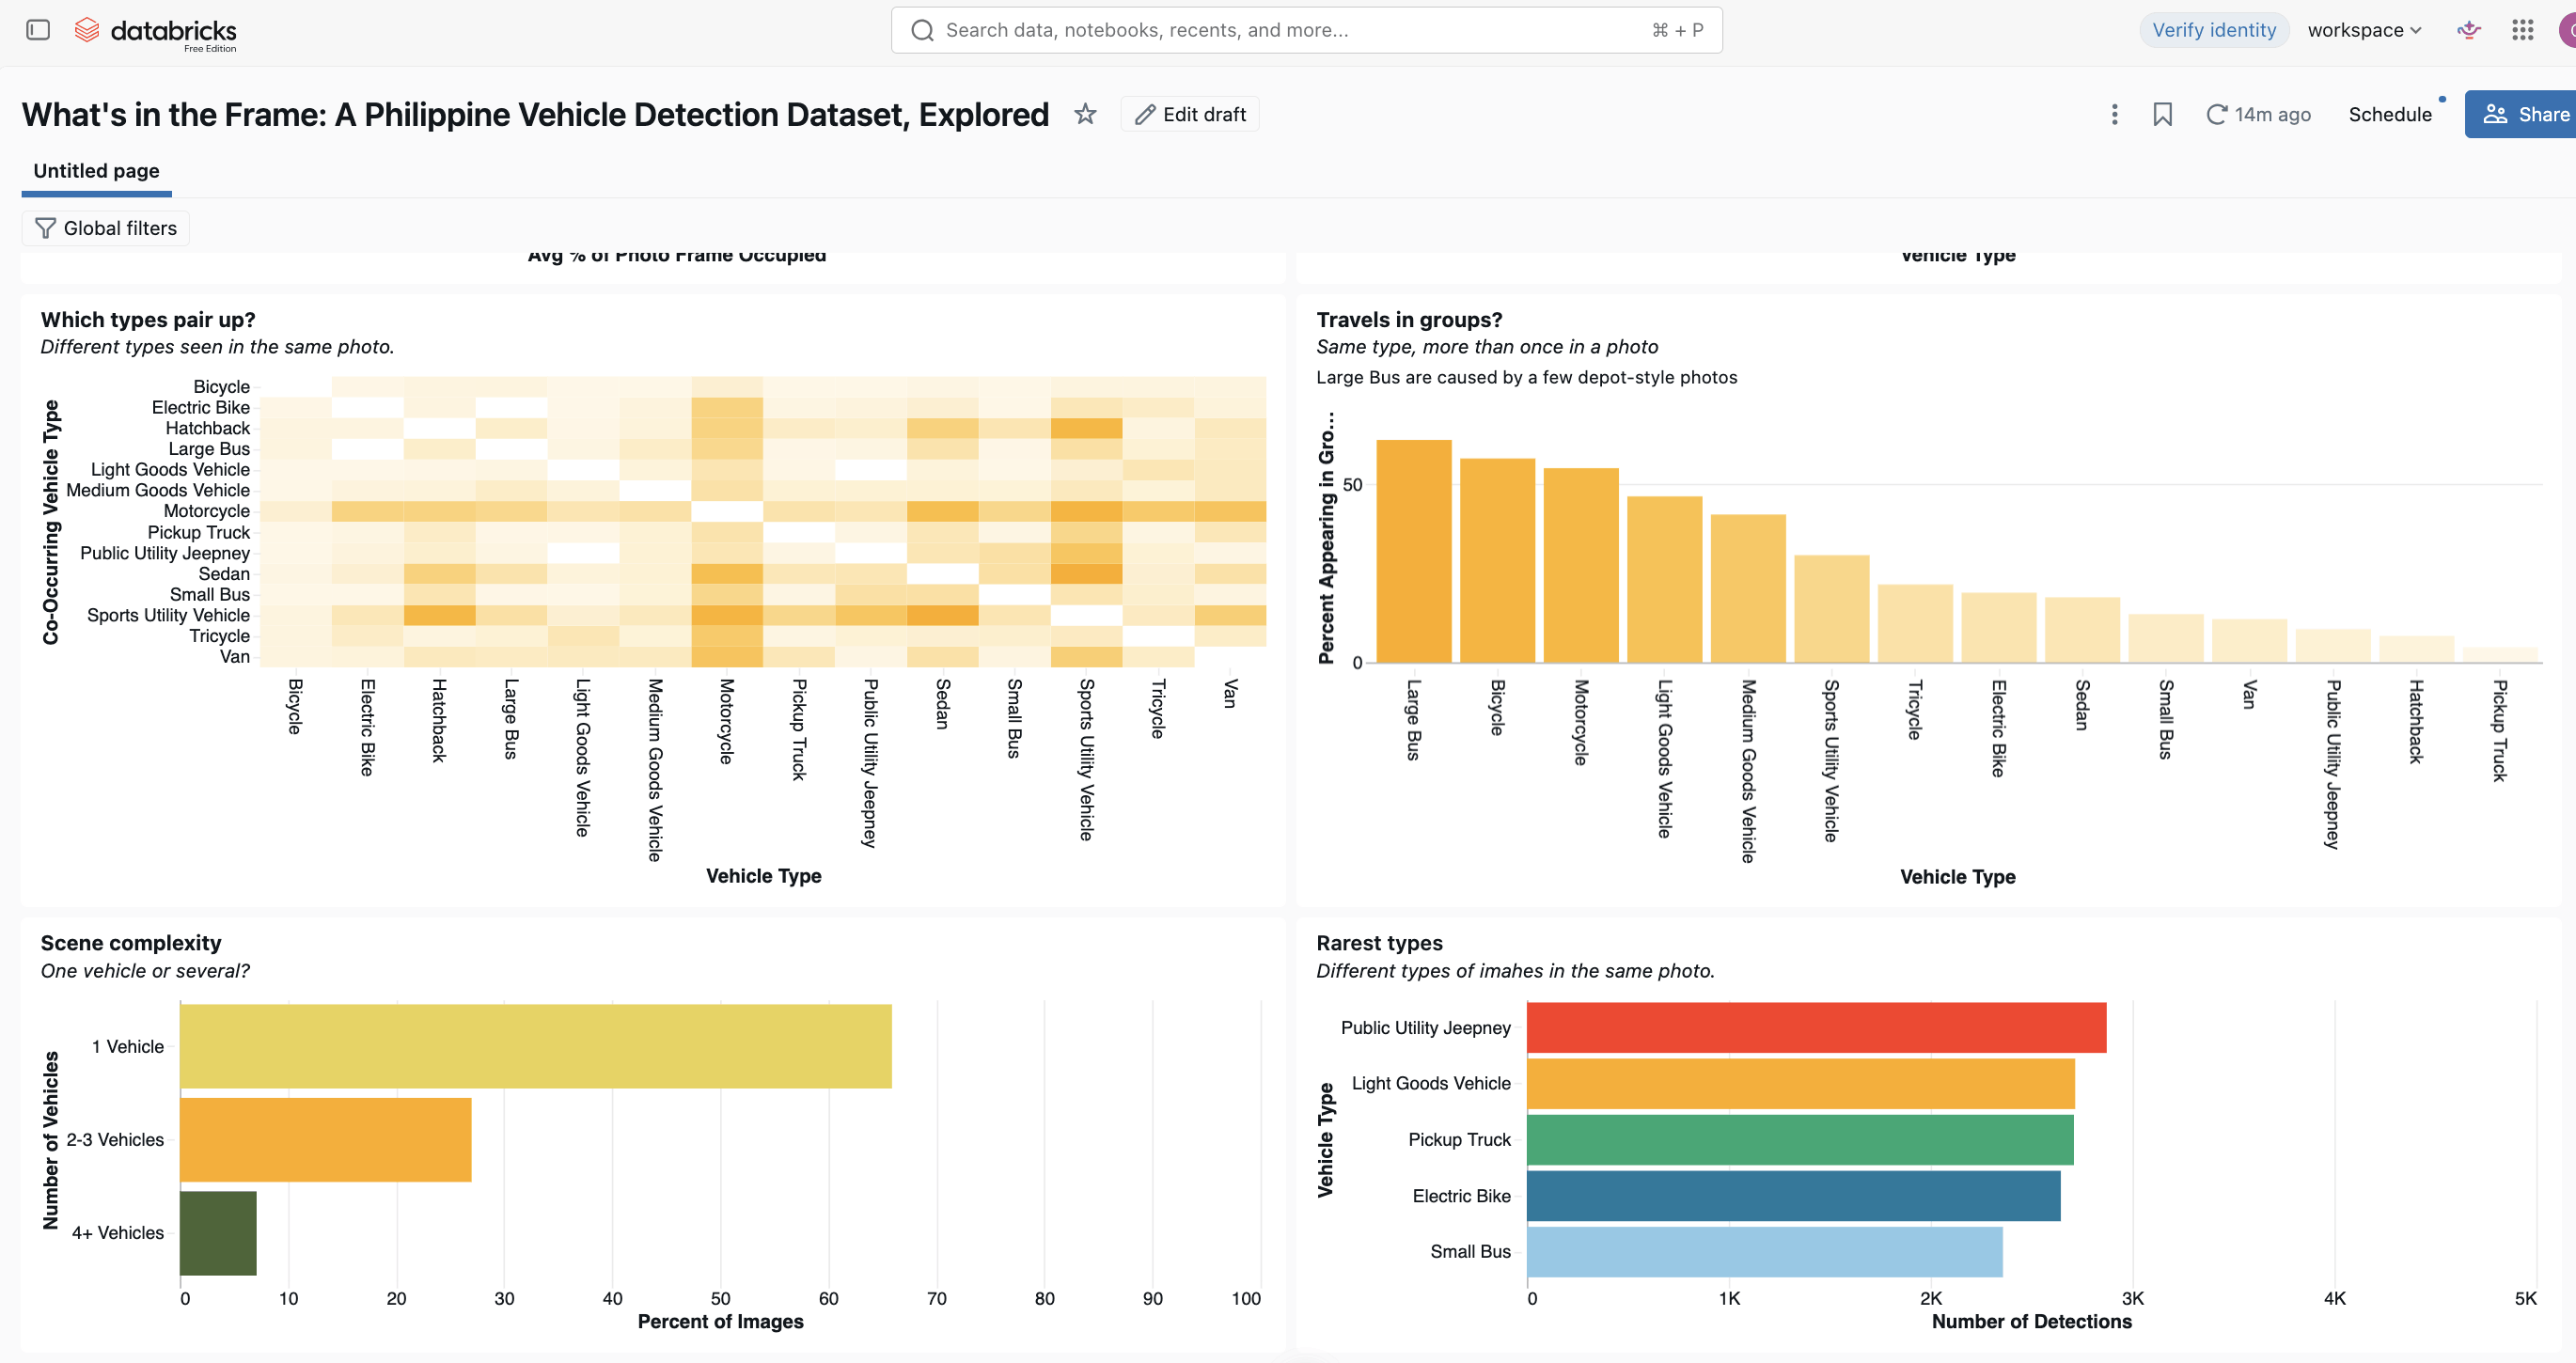 databricks
Free Edition
Search data, notebooks, recents, and more...
⌘ + P
Verify identity
workspace
What's in the Frame: A Philippine Vehicle Detection Dataset, Explored
Edit draft
14m ago
Schedule
Share
Untitled page
Global filters
Avg % of Photo Frame Occupied
Vehicle Type
Which types pair up?
Different types seen in the same photo.
Co-Occurring Vehicle Type
Bicycle
Electric Bike
Hatchback
Large Bus
Light Goods Vehicle
Medium Goods Vehicle
Motorcycle
Pickup Truck
Public Utility Jeepney
Sedan
Small Bus
Sports Utility Vehicle
Tricycle
Van
Bicycle
Electric Bike
Hatchback
Large Bus
Light Goods Vehicle
Medium Goods Vehicle
Motorcycle
Pickup Truck
Public Utility Jeepney
Sedan
Small Bus
Sports Utility Vehicle
Tricycle
Van
Vehicle Type
Travels in groups?
Same type, more than once in a photo
Large Bus are caused by a few depot-style photos
Percent Appearing in Gro...
50
0
Large Bus
Bicycle
Motorcycle
Light Goods Vehicle
Medium Goods Vehicle
Sports Utility Vehicle
Tricycle
Electric Bike
Sedan
Small Bus
Van
Public Utility Jeepney
Hatchback
Pickup Truck
Vehicle Type
Scene complexity
One vehicle or several?
Number of Vehicles
1 Vehicle
2-3 Vehicles
4+ Vehicles
0 10 20 30 40 50 60 70 80 90 100
Percent of Images
Rarest types
Different types of imahes in the same photo.
Vehicle Type
Public Utility Jeepney
Light Goods Vehicle
Pickup Truck
Electric Bike
Small Bus
0 1K 2K 3K 4K 5K
Number of Detections